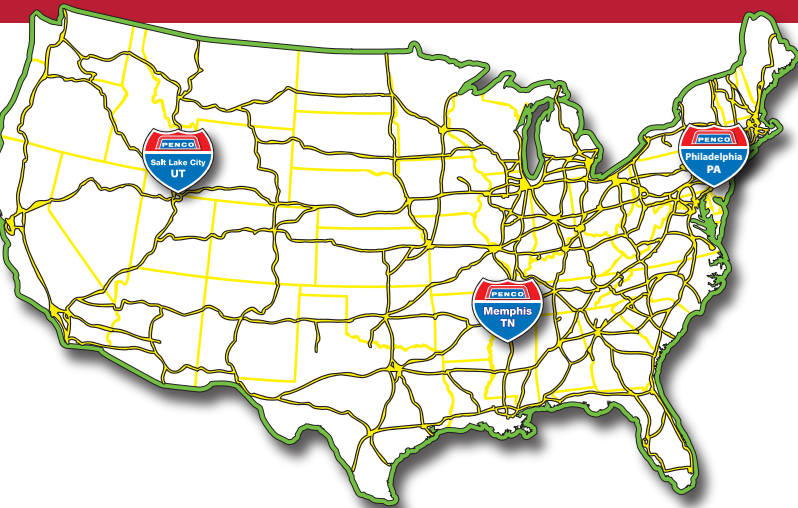 PENCO
Salt Lake City
UT
PENCO
Philadelphia
PA
PENCO
Memphis
TN